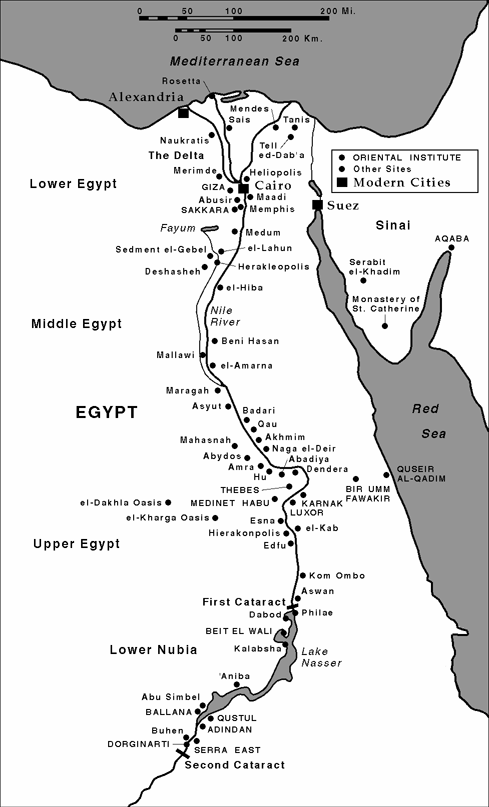 0 100 200 Mi.
0 100 200 Km.
Mediterranean Sea
Rosetta
Alexandria
Mendes
Sais
Tanis
Naukratis
Tell
ed-Dab'a
The Delta
ORIENTAL INSTITUTE
Other Sites
Modern Cities
Merimde
Heliopolis
Lower Egypt
GIZA
Cairo
Abusir
Maadi
SAKKARA
Memphis
Suez
Sinai
Fayum
Medum
AQABA
Sediment el-Gebel
el-Lahun
Serabit
el-Khadim
Deshasheh
Herakleopolis
el-Hiba
Monastery of
St. Catherine
Nile
River
Middle Egypt
Beni Hasan
Mallawi
el-Amarna
Maragah
Asyut
Badari
EGYPT
Qau
Red
Sea
Akhmim
Mahasnah
Naga el-Deir
Abydos
Abadiya
Amra
Dendera
Hu
QUSEIR
AL-QADIM
THEBES
BIR UMM
FAWAKIR
el-Dakhla Oasis
MEDINET HABU
KARNAK
LUXOR
el-Kharga Oasis
Esna
el-Kab
Hierakonpolis
Upper Egypt
Edfu
Kom Ombo
Aswan
First Cataract
Philae
Dabod
BEIT EL WALI
Kalabsha
Lake
Nasser
Lower Nubia
'Aniba
Abu Simbel
BALLANA
QUSTUL
Buhen
ADINDAN
DORGINARTI
SERRA EAST
Second Cataract